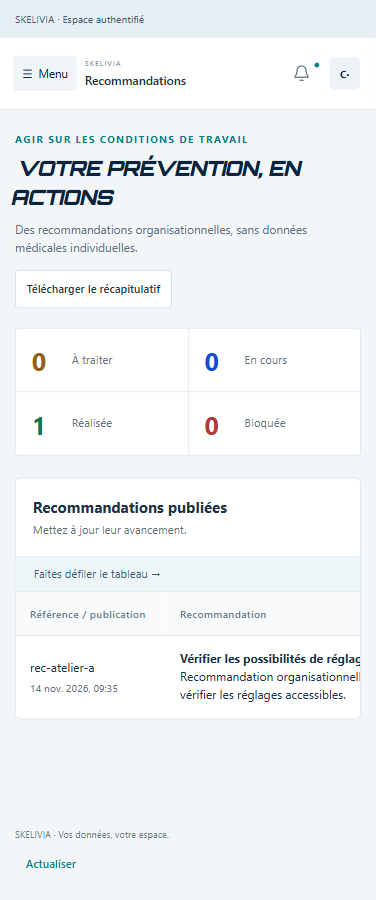 SKELIVIA · Espace authentifié
☰ Menu
SKELIVIA
Recommandations
C·
AGIR SUR LES CONDITIONS DE TRAVAIL
VOTRE PRÉVENTION, EN
ACTIONS
Des recommandations organisationnelles, sans données
médicales individuelles.
Télécharger le récapitulatif
0 À traiter
0 En cours
1 Réalisée
0 Bloquée
Recommandations publiées
Mettez à jour leur avancement.
Faites défiler le tableau →
Référence / publication
Recommandation
rec-atelier-a
14 nov. 2026, 09:35
Vérifier les possibilités de réglag
Recommandation organisationnell
vérifier les réglages accessibles.
SKELIVIA · Vos données, votre espace.
Actualiser